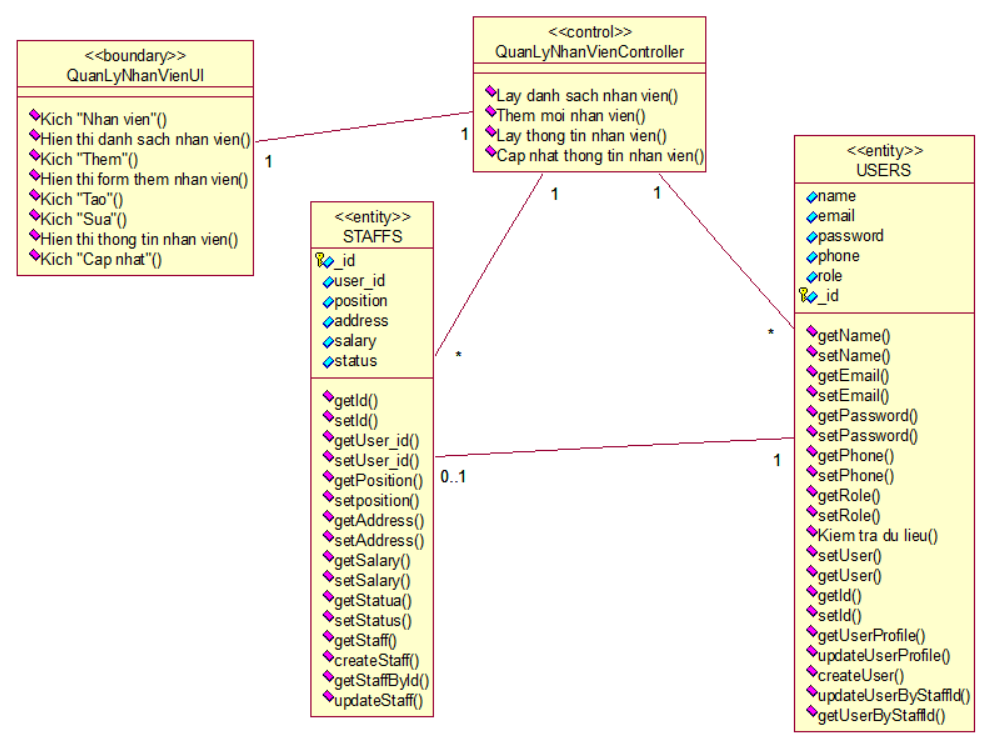 <<boundary>>
QuanLyNhanVienUI
Kich "Nhan vien"()
Hien thi danh sach nhan vien()
Kich "Them"()
Hien thi form them nhan vien()
Kich "Tao"()
Kich "Sua"()
Hien thi thong tin nhan vien()
Kich "Cap nhat"()
1
1
<<control>>
QuanLyNhanVienController
Lay danh sach nhan vien()
Them moi nhan vien()
Lay thong tin nhan vien()
Cap nhat thong tin nhan vien()
1
1
*
*
<<entity>>
STAFFS
_id
user_id
position
address
salary
status
getId()
setId()
getUser_id()
setUser_id()
getPosition()
setposition()
getAddress()
setAddress()
getSalary()
setSalary()
getStatua()
setStatus()
getStaff()
createStaff()
getStaffById()
updateStaff()
0..1
1
<<entity>>
USERS
name
email
password
phone
role
_id
getName()
setName()
getEmail()
setEmail()
getPassword()
setPassword()
getPhone()
setPhone()
getRole()
setRole()
Kiem tra du lieu()
setUser()
getUser()
getId()
setId()
getUserProfile()
updateUserProfile()
createUser()
updateUserByStaffId()
getUserByStaffId()